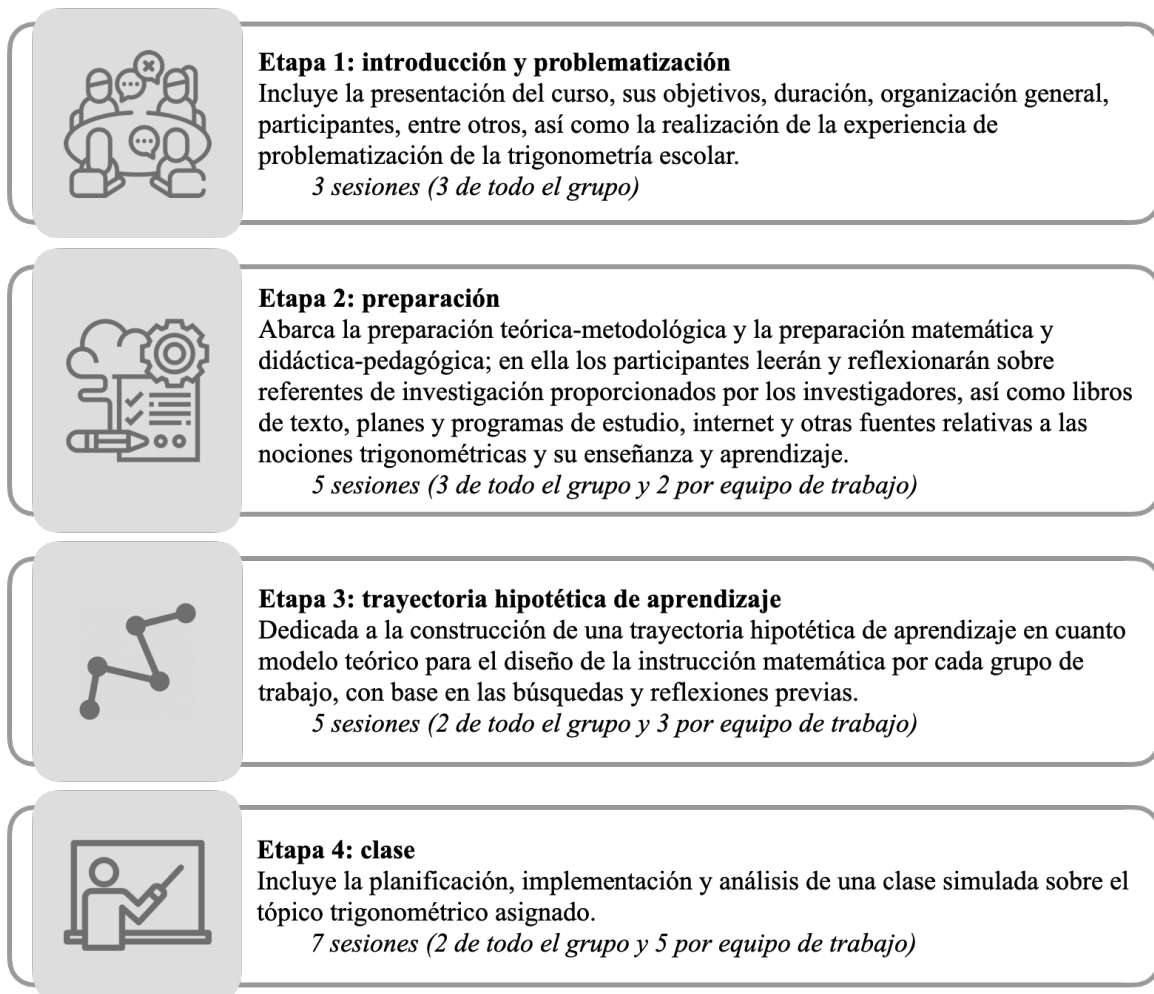 Etapa 1: introducción y problematización
Incluye la presentación del curso, sus objetivos, duración, organización general,
participantes, entre otros, así como la realización de la experiencia de
problematización de la trigonometría escolar.
3 sesiones (3 de todo el grupo)
Etapa 2: preparación
Abarca la preparación teórica-metodológica y la preparación matemática y
didáctica-pedagógica; en ella los participantes leerán y reflexionarán sobre
referentes de investigación proporcionados por los investigadores, así como libros
de texto, planes y programas de estudio, internet y otras fuentes relativas a las
nociones trigonométricas y su enseñanza y aprendizaje.
5 sesiones (3 de todo el grupo y 2 por equipo de trabajo)
Etapa 3: trayectoria hipotética de aprendizaje
Dedicada a la construcción de una trayectoria hipotética de aprendizaje en cuanto
modelo teórico para el diseño de la instrucción matemática por cada grupo de
trabajo, con base en las búsquedas y reflexiones previas.
5 sesiones (2 de todo el grupo y 3 por equipo de trabajo)
Etapa 4: clase
Incluye la planificación, implementación y análisis de una clase simulada sobre el
tópico trigonométrico asignado.
7 sesiones (2 de todo el grupo y 5 por equipo de trabajo)